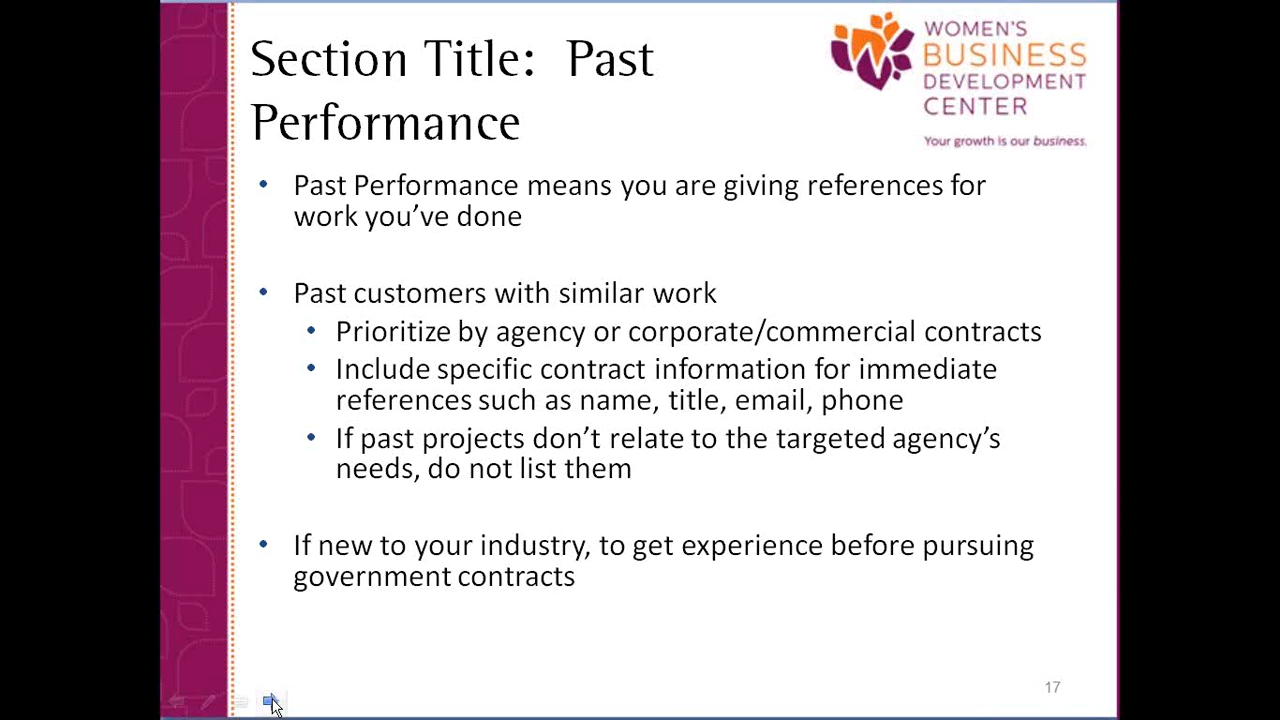 Section Title:  Past
Performance
WOMEN'S
BUSINESS
DEVELOPMENT
CENTER
Your growth is our business.
• Past Performance means you are giving references for
work you've done
• Past customers with similar work
• Prioritize by agency or corporate/commercial contracts
• Include specific contract information for immediate
references such as name, title, email, phone
• If past projects don't relate to the targeted agency's
needs, do not list them
• If new to your industry, to get experience before pursuing
government contracts
17